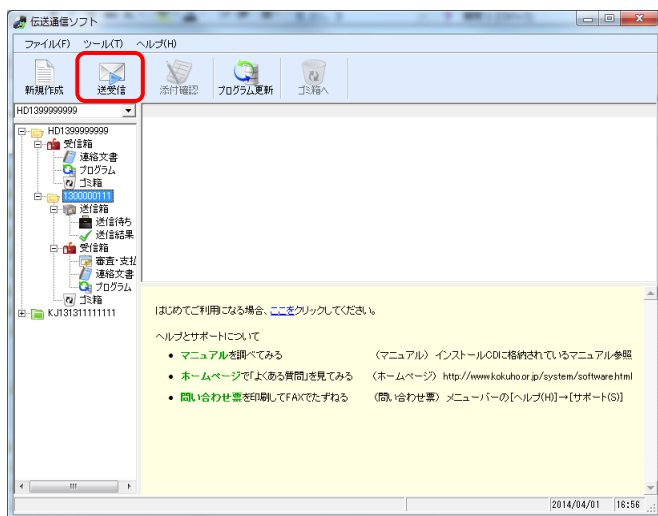 伝送通信ソフト
ファイル(F) ツール(T) ヘルプ(H)
新規作成 送受信 添付確認 プログラム更新 ゴミ箱へ
HD1399999999
HD1399999999
受信箱
連絡文書
プログラム
ゴミ箱
1300000111
送信箱
送信待ち
送信結果
受信箱
審査・支払
連絡文書
プログラム
ゴミ箱
KJ131311111111
はじめてご利用になる場合、ここをクリックしてください。
ヘルプとサポートについて
• マニュアルを調べてみる （マニュアル） インストールCDに格納されているマニュアル参照
• ホームページで「よくある質問」を見てみる （ホームページ） http://www.kokuho.or.jp/system/software.html
• 問い合わせ票を印刷してFAXでたずねる （問い合わせ票） メニューバーの[ヘルプ(H)]→[サポート(S)]
2014/04/01 16:56